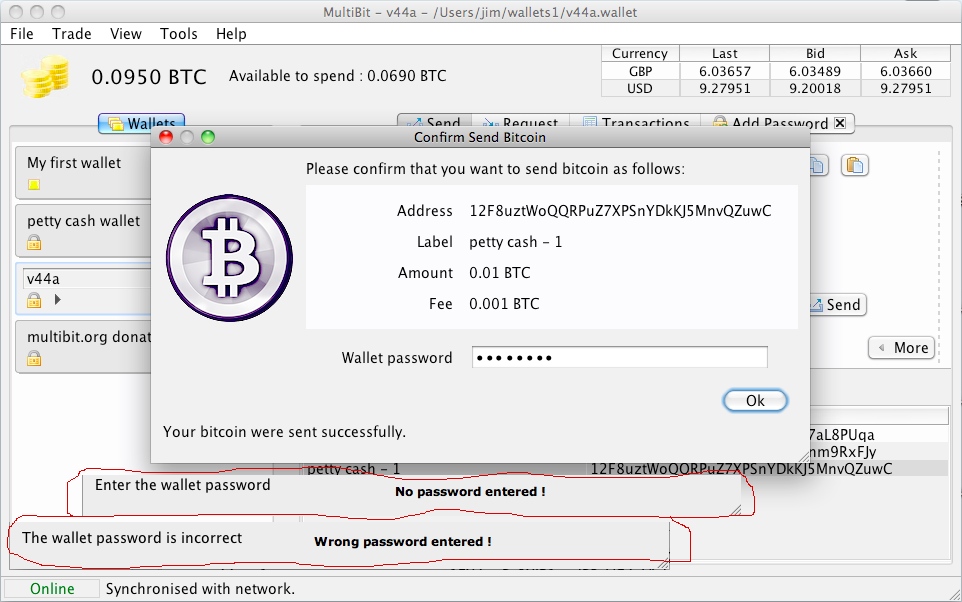 MultiBit – v44a – /Users/jim/wallets1/v44a.wallet
File Trade View Tools Help
0.0950 BTC Available to spend : 0.0690 BTC
Currency Last Bid Ask
GBP 6.03657 6.03489 6.03660
USD 9.27951 9.20018 9.27951
Wallets Send Request Transactions Add Password
Confirm Send Bitcoin
My first wallet
petty cash wallet
v44a
multibit.org donat
Please confirm that you want to send bitcoin as follows:
Address 12F8uztWoQQRPuZ7XPSnYDkKJ5MnvQZuwC
Label petty cash – 1
Amount 0.01 BTC
Fee 0.001 BTC
Wallet password
Ok
Your bitcoin were sent successfully.
Send
More
7aL8PUqa
nm9RxFJy
petty cash – 1 12F8uztWoQQRPuZ7XPSnYDkKJ5MnvQZuwC
Enter the wallet password No password entered !
The wallet password is incorrect Wrong password entered !
Online Synchronised with network.